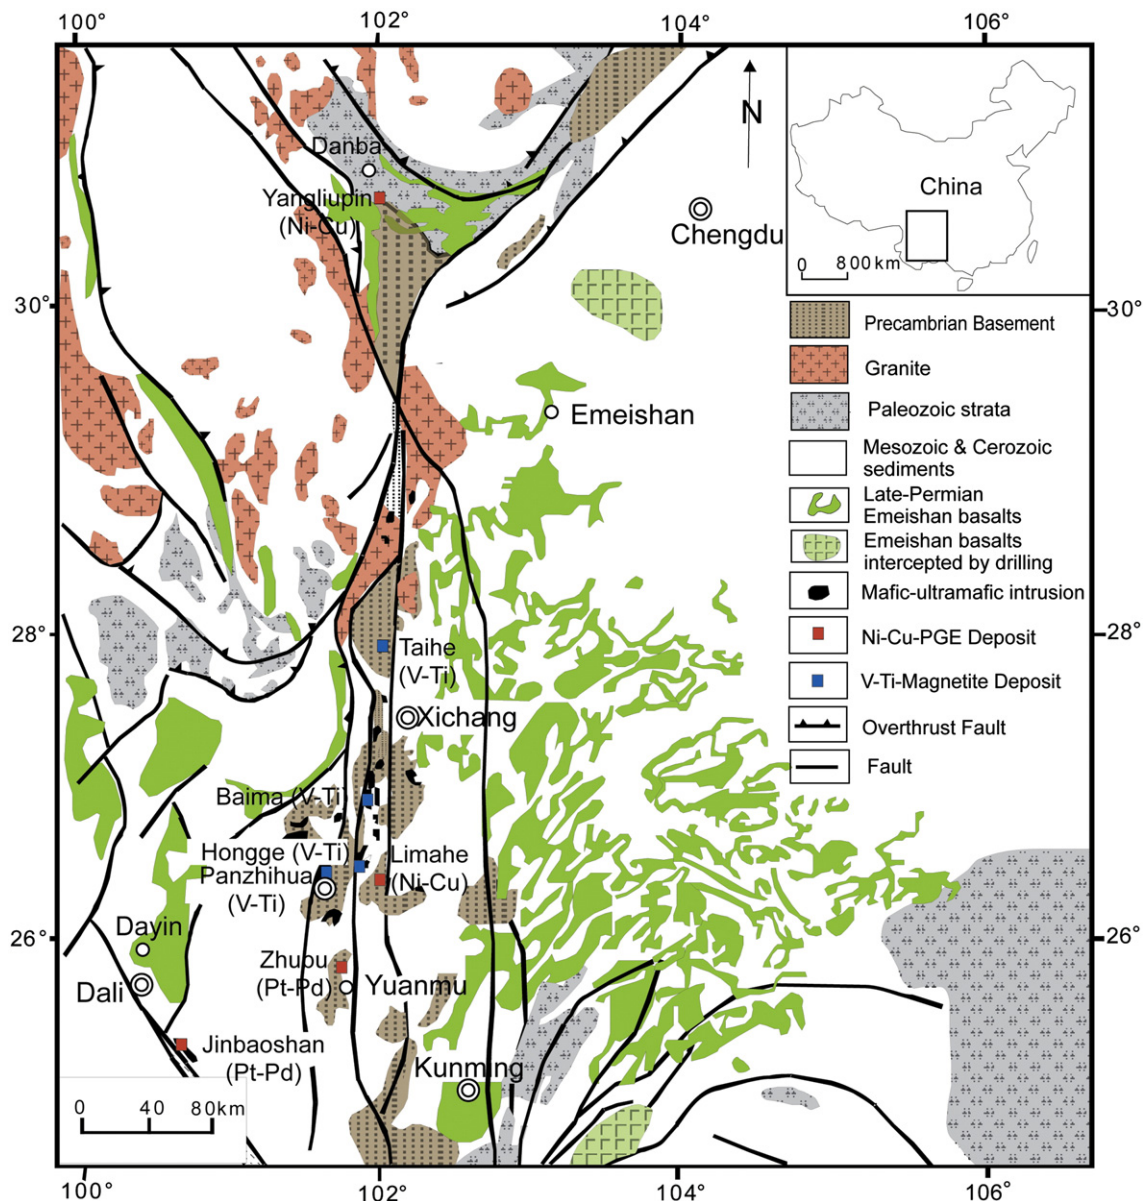 100°
102°
104°
106°
N
China
0 800 km
Danba
Yangliupin
(Ni-Cu)
Chengdu
30°
30°
Precambrian Basement
Granite
Paleozoic strata
Mesozoic & Cerozoic
sediments
Late-Permian
Emeishan basalts
Emeishan basalts
intercepted by drilling
Mafic-ultramafic intrusion
Ni-Cu-PGE Deposit
V-Ti-Magnetite Deposit
Overthrust Fault
Fault
Emeishan
28°
28°
Taihe
(V-Ti)
Xichang
Baima (V-Ti)
Hongge (V-Ti)
Panzhihua
(V-Ti)
Limahe
(Ni-Cu)
26°
26°
Dayin
Dali
Zhubu
(Pt-Pd)
Yuanmu
Jinbaoshan
(Pt-Pd)
Kunming
0 40 80km
100°
102°
104°
106°